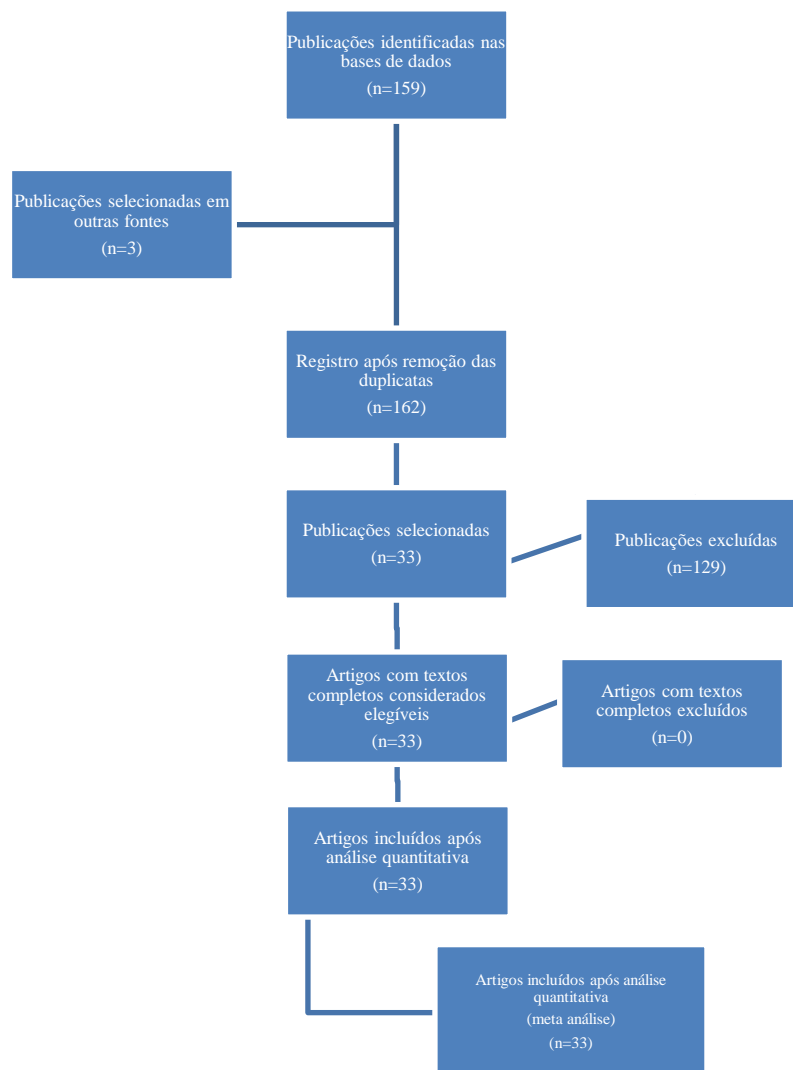 Publicações identificadas nas
bases de dados
(n=159)
Publicações selecionadas em
outras fontes
(n=3)
Registro após remoção das
duplicatas
(n=162)
Publicações selecionadas
(n=33)
Publicações excluídas
(n=129)
Artigos com textos
completos considerados
elegíveis
(n=33)
Artigos com textos
completos excluídos
(n=0)
Artigos incluídos após
análise quantitativa
(n=33)
Artigos incluídos após análise
quantitativa
(meta análise)
(n=33)